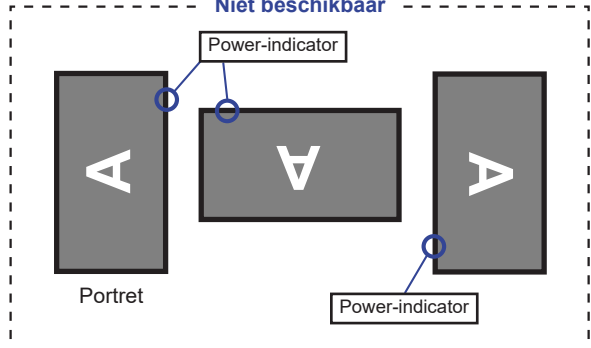 Niet beschikbaar
Power-indicator
A
A
A
Portret
Power-indicator